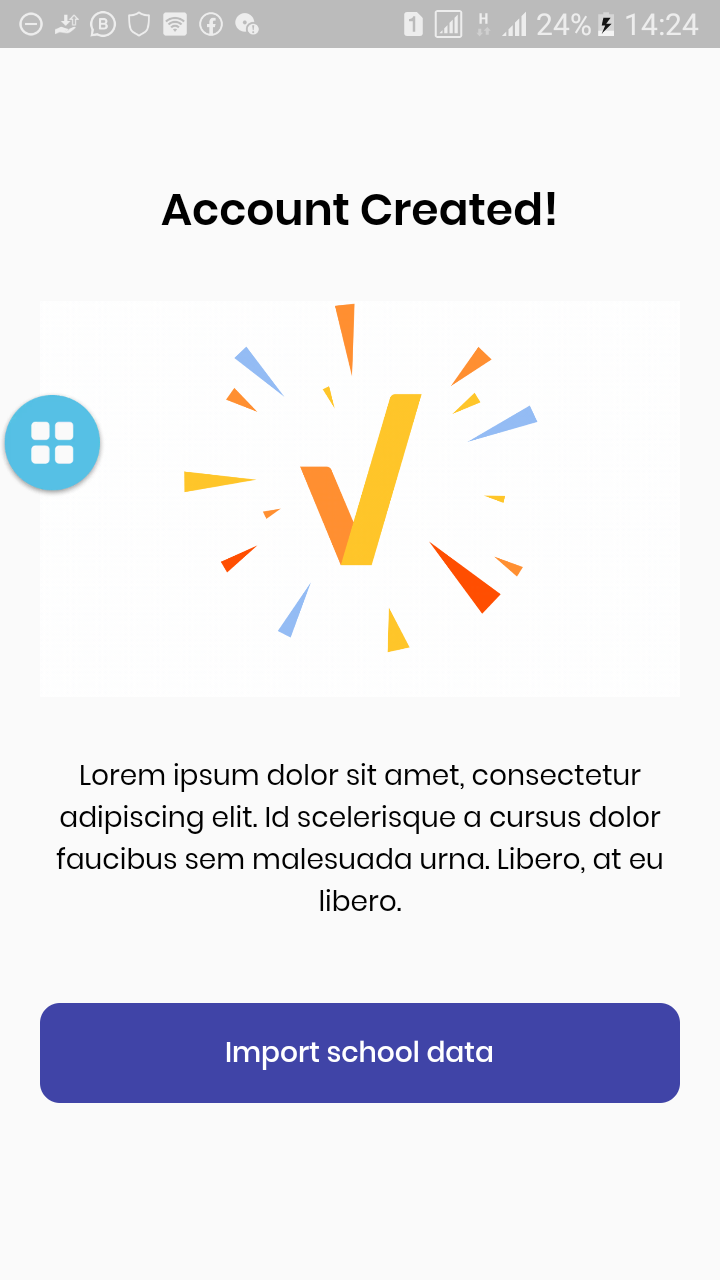 1 H 24% 14:24
Account Created!
Lorem ipsum dolor sit amet, consectetur
adipiscing elit. Id scelerisque a cursus dolor
faucibus sem malesuada urna. Libero, at eu
libero.
Import school data